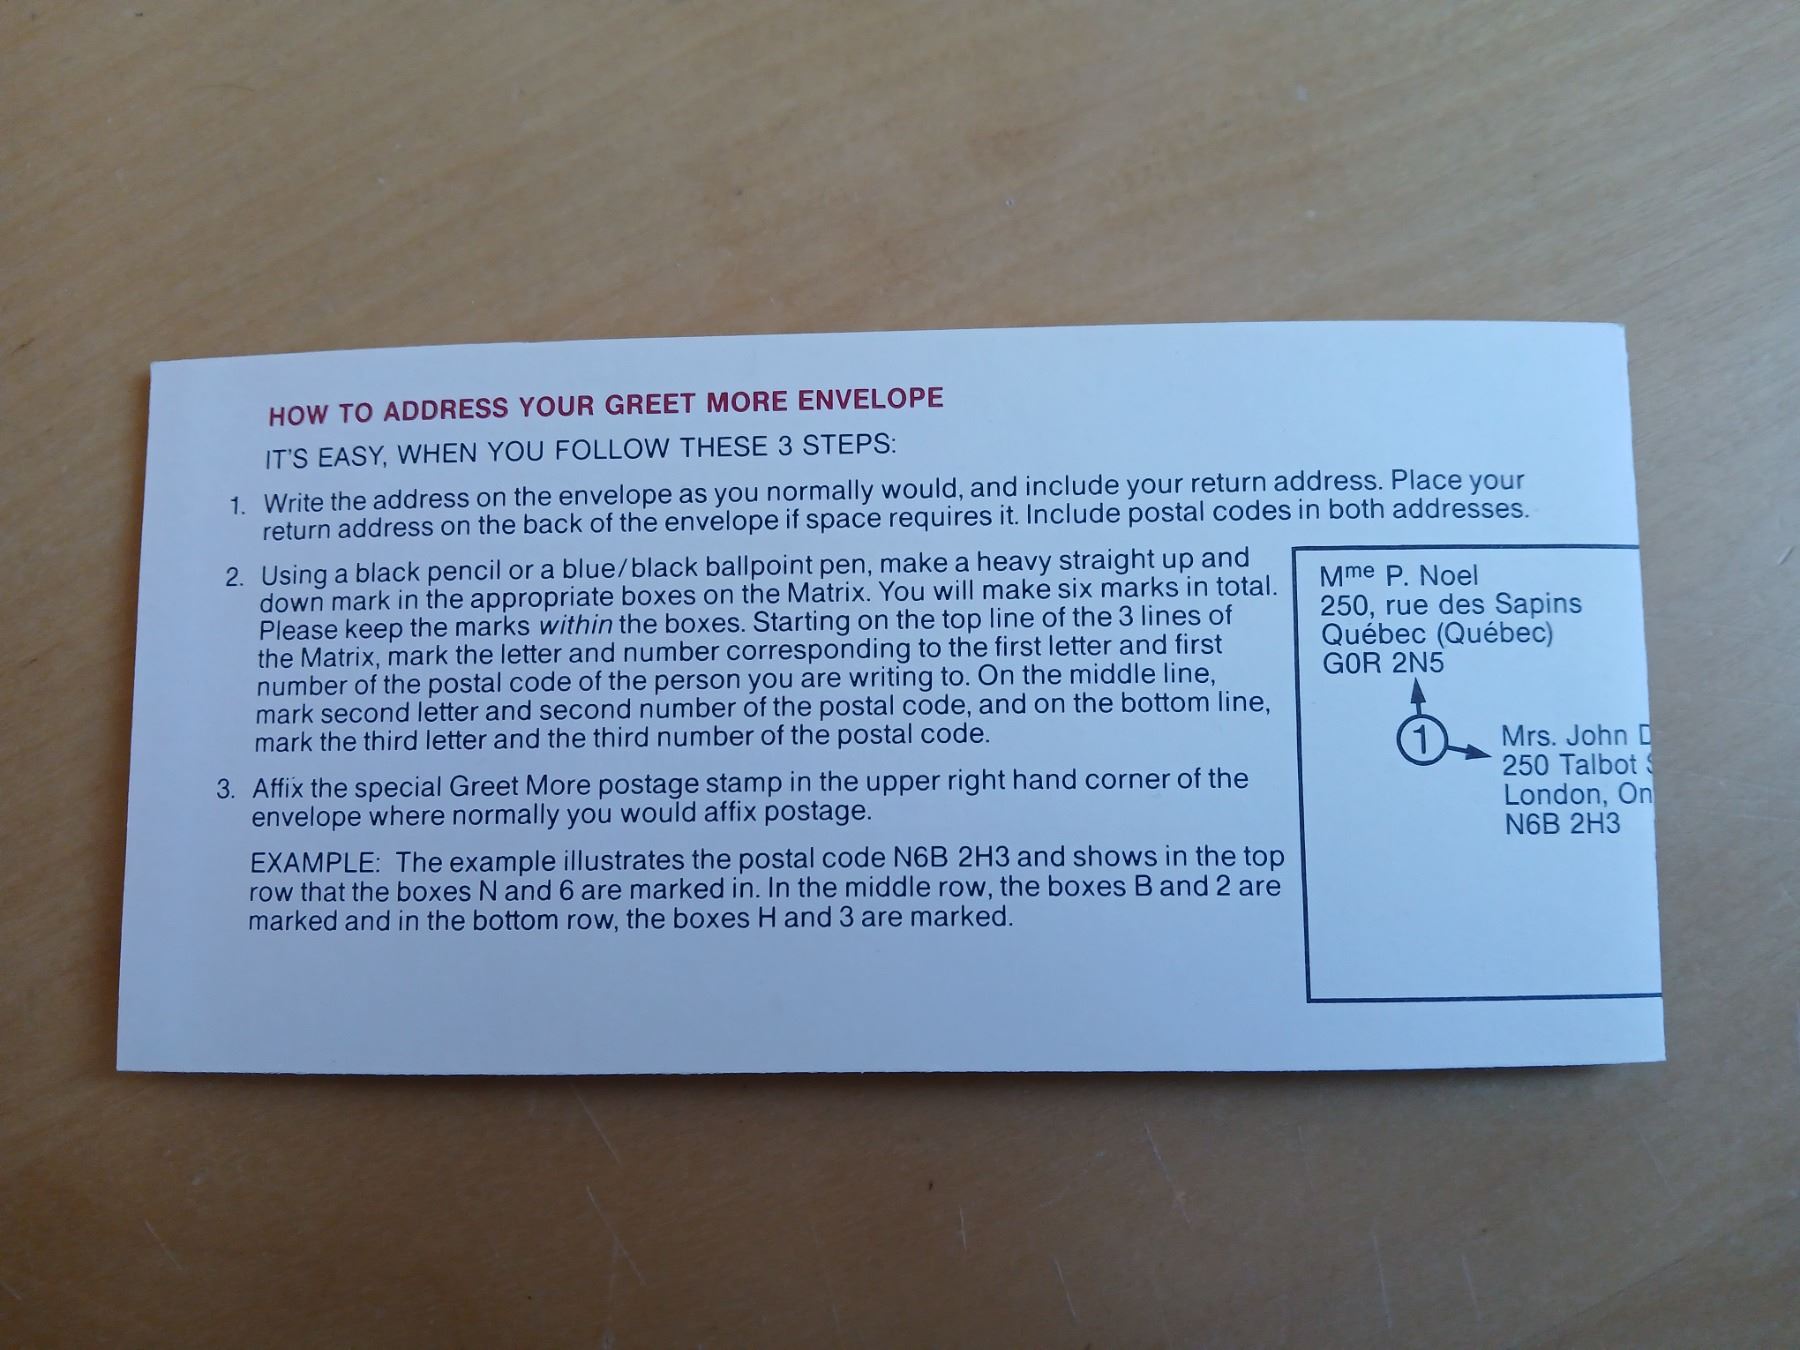 HOW TO ADDRESS YOUR GREET MORE ENVELOPE
IT'S EASY, WHEN YOU FOLLOW THESE 3 STEPS:
1. Write the address on the envelope as you normally would, and include your return address. Place your
return address on the back of the envelope if space requires it. Include postal codes in both addresses.
2. Using a black pencil or a blue/black ballpoint pen, make a heavy straight up and
down mark in the appropriate boxes on the Matrix. You will make six marks in total.
Please keep the marks within the boxes. Starting on the top line of the 3 lines of
the Matrix, mark the letter and number corresponding to the first letter and first
number of the postal code of the person you are writing to. On the middle line,
mark second letter and second number of the postal code, and on the bottom line,
mark the third letter and the third number of the postal code.
3. Affix the special Greet More postage stamp in the upper right hand corner of the
envelope where normally you would affix postage.
EXAMPLE: The example illustrates the postal code N6B 2H3 and shows in the top
row that the boxes N and 6 are marked in. In the middle row, the boxes B and 2 are
marked and in the bottom row, the boxes H and 3 are marked.
Mme P. Noel
250, rue des Sapins
Québec (Québec)
G0R 2N5
1
Mrs. John
250 Talbot
London, On
N6B 2H3